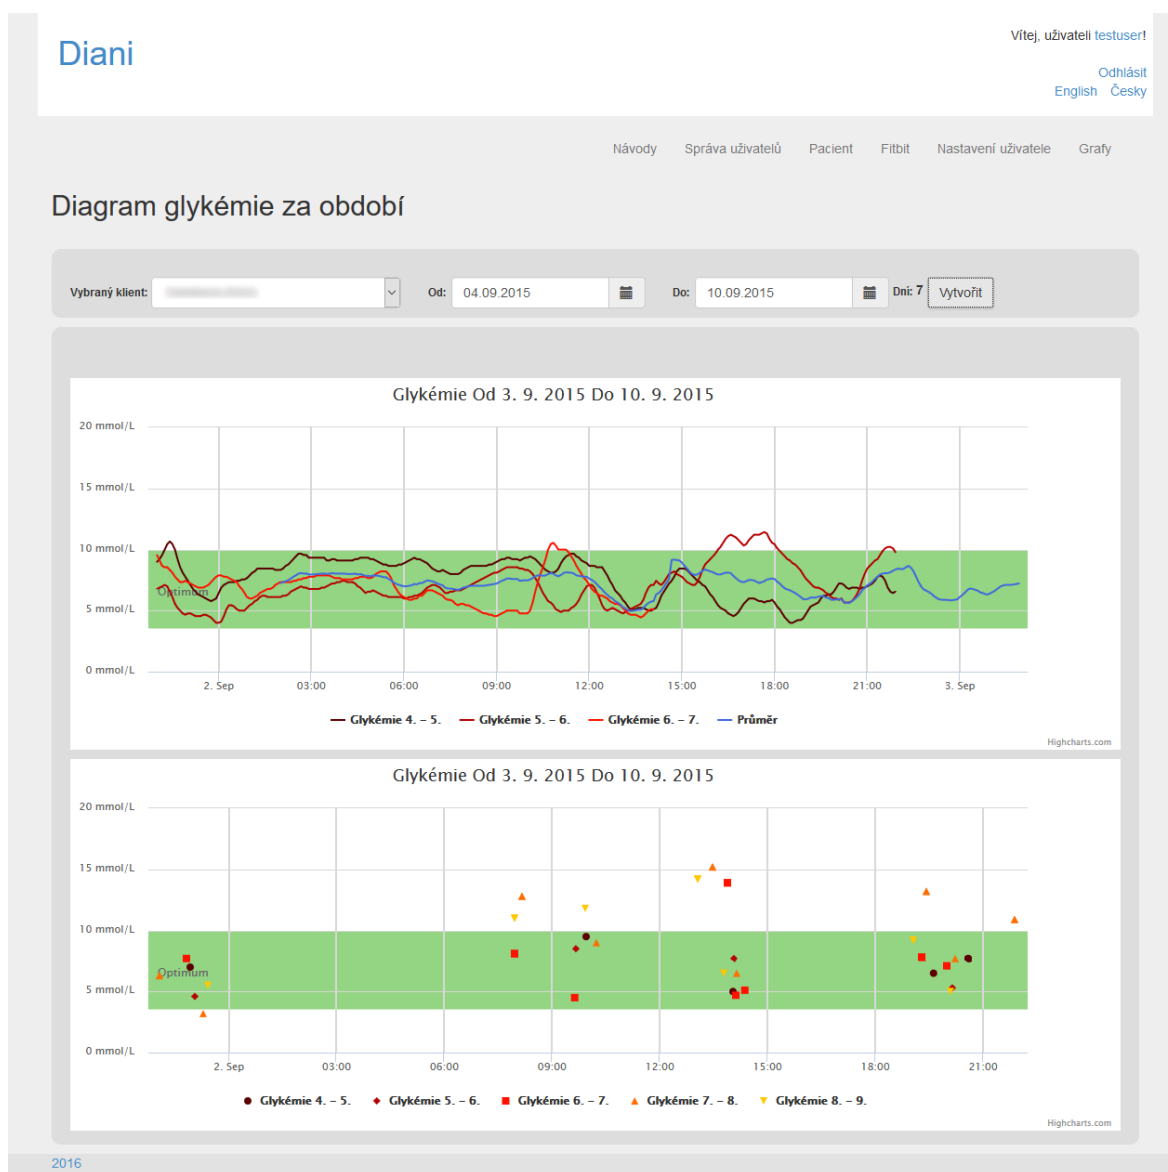 Diani
Vítej, uživateli testuser!
Odhlásit
English Česky
Návody Správa uživatelů Pacient Fitbit Nastavení uživatele Grafy
Diagram glykémie za období
Vybraný klient: Od: 04.09.2015 Do: 10.09.2015 Dní: 7 Vytvořit
Glykémie Od 3. 9. 2015 Do 10. 9. 2015
20 mmol/L
15 mmol/L
10 mmol/L
Optimum
5 mmol/L
0 mmol/L
2. Sep 03:00 06:00 09:00 12:00 15:00 18:00 21:00 3. Sep
Glykémie 4. – 5. Glykémie 5. – 6. Glykémie 6. – 7. Průměr
Highcharts.com
Glykémie Od 3. 9. 2015 Do 10. 9. 2015
20 mmol/L
15 mmol/L
10 mmol/L
Optimum
5 mmol/L
0 mmol/L
2. Sep 03:00 06:00 09:00 12:00 15:00 18:00 21:00
Glykémie 4. – 5. Glykémie 5. – 6. Glykémie 6. – 7. Glykémie 7. – 8. Glykémie 8. – 9.
Highcharts.com
2016